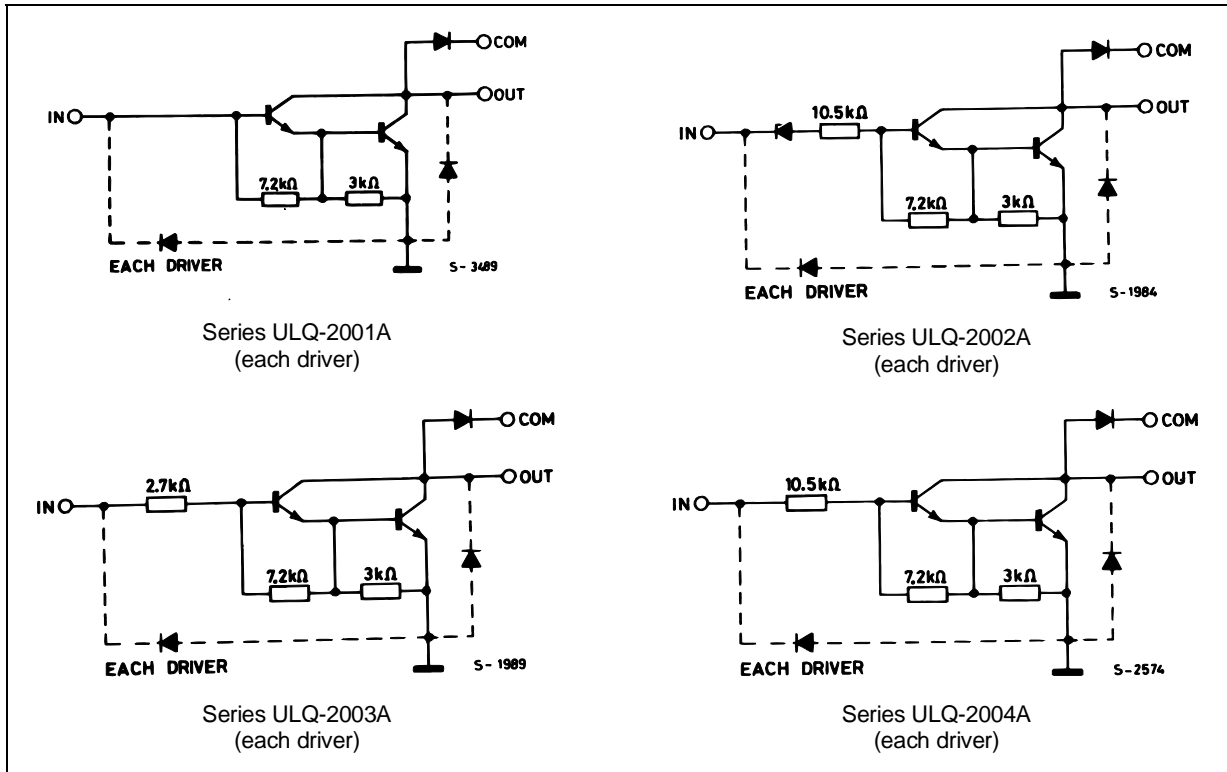 COM
OUT
IN
7.2kΩ
3kΩ
EACH DRIVER
S-3489
Series ULQ-2001A
(each driver)
COM
OUT
IN
10.5kΩ
7.2kΩ
3kΩ
EACH DRIVER
S-1984
Series ULQ-2002A
(each driver)
COM
OUT
IN
2.7kΩ
7.2kΩ
3kΩ
EACH DRIVER
S-1989
Series ULQ-2003A
(each driver)
COM
OUT
IN
10.5kΩ
7.2kΩ
3kΩ
EACH DRIVER
S-2574
Series ULQ-2004A
(each driver)